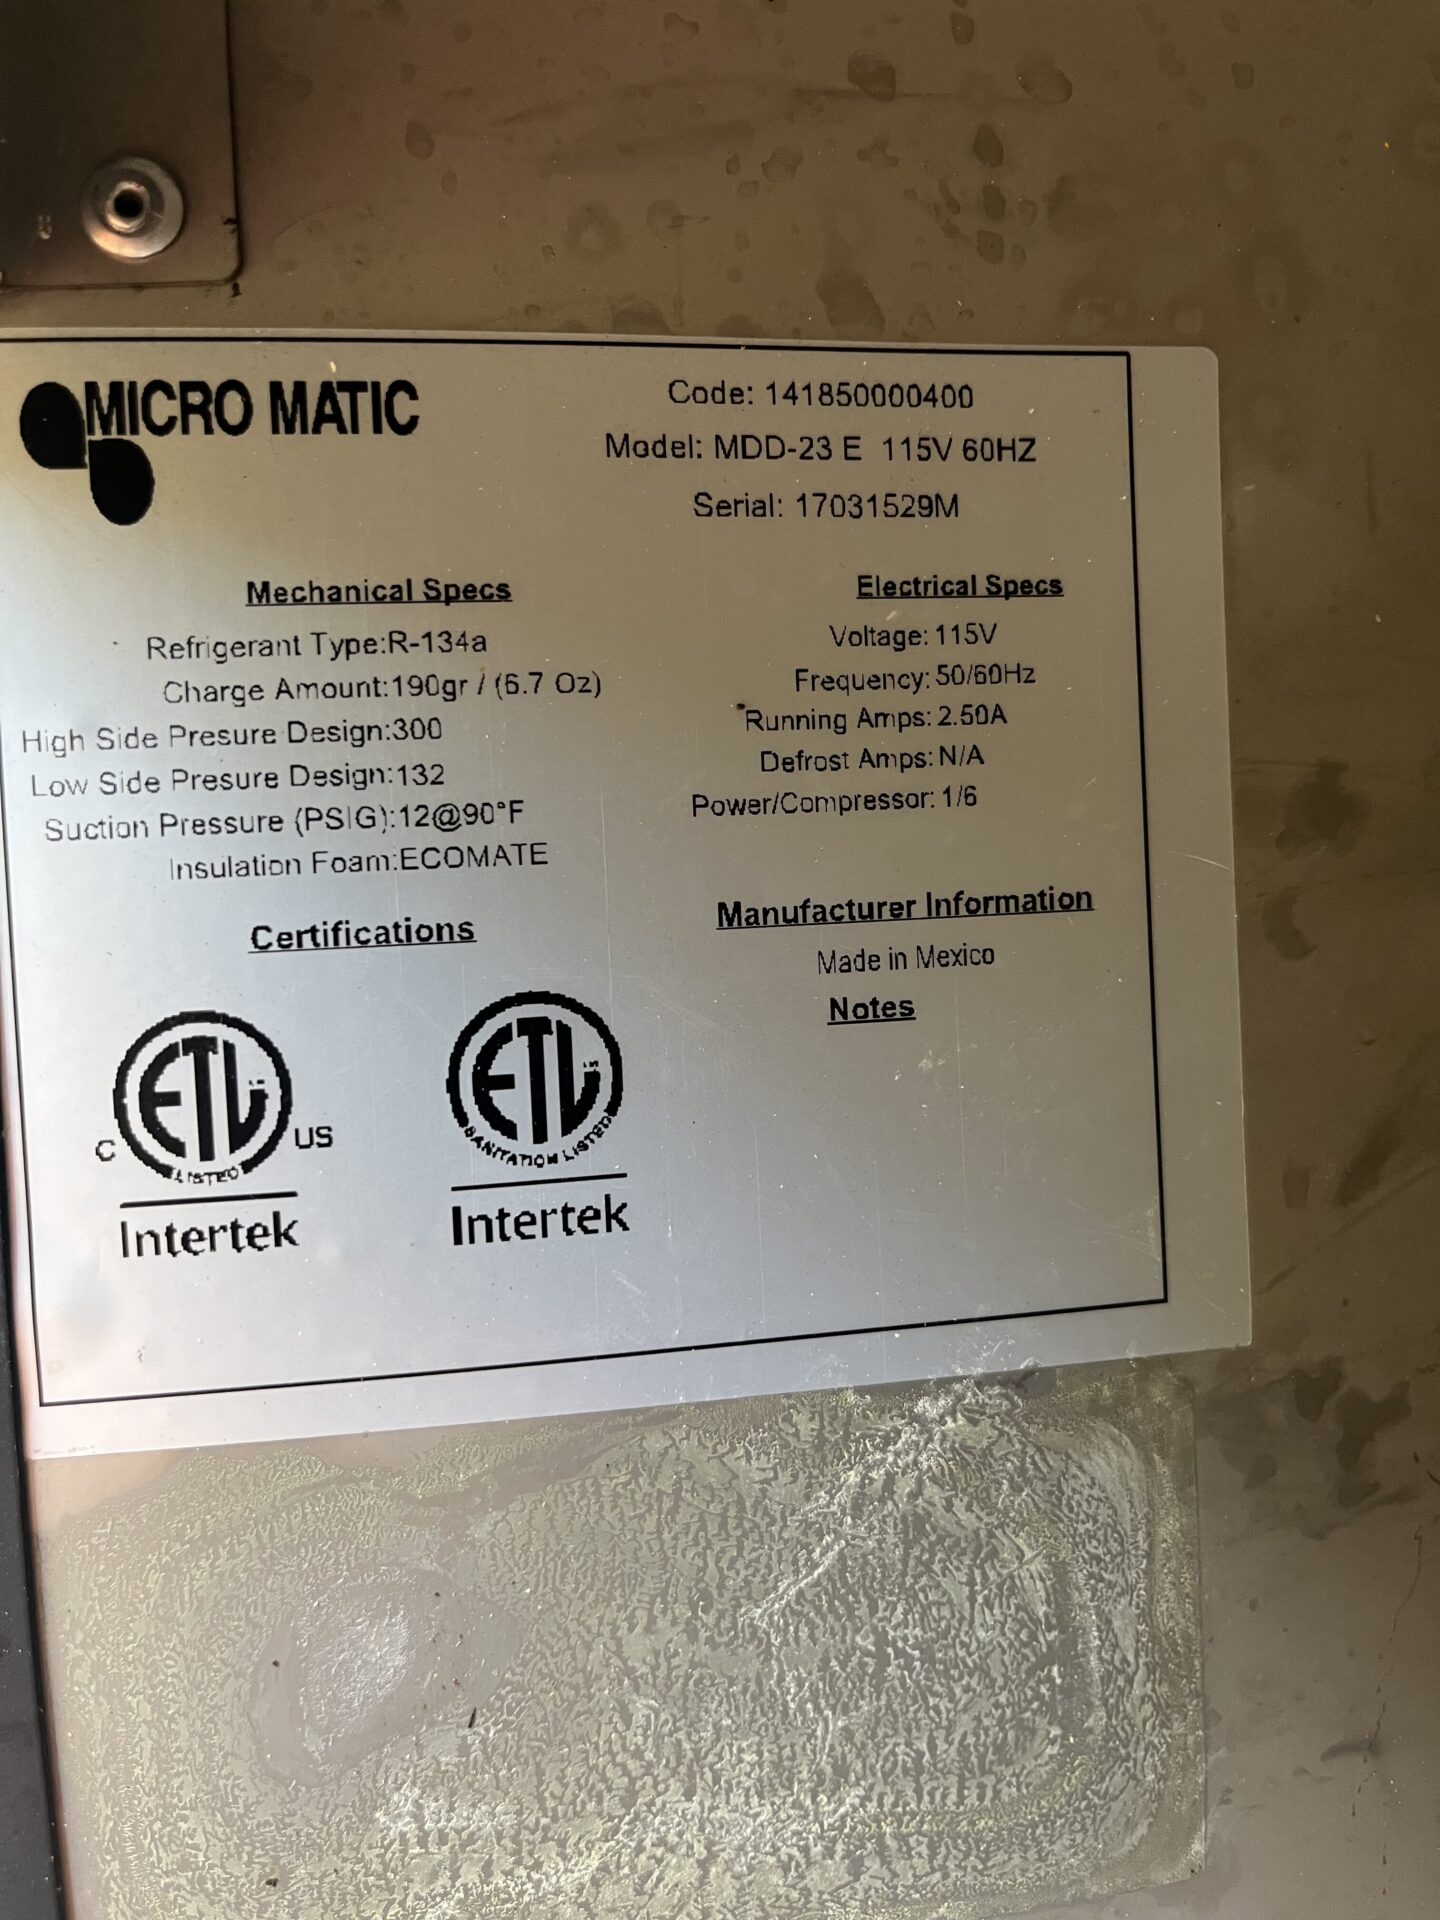 MICRO MATIC
Code: 141850000400
Model: MDD-23 E 115V 60HZ
Serial: 17031529M
Mechanical Specs
Refrigerant Type:R-134a
Charge Amount:190gr / (6.7 Oz)
High Side Presure Design:300
Low Side Presure Design:132
Suction Pressure (PSIG):12@90°F
Insulation Foam:ECOMATE
Electrical Specs
Voltage: 115V
Frequency: 50/60Hz
Running Amps: 2.50A
Defrost Amps: N/A
Power/Compressor: 1/6
Certifications
C ETL US
LISTED
Intertek
ETL
SANITATION LISTED
Intertek
Manufacturer Information
Made in Mexico
Notes